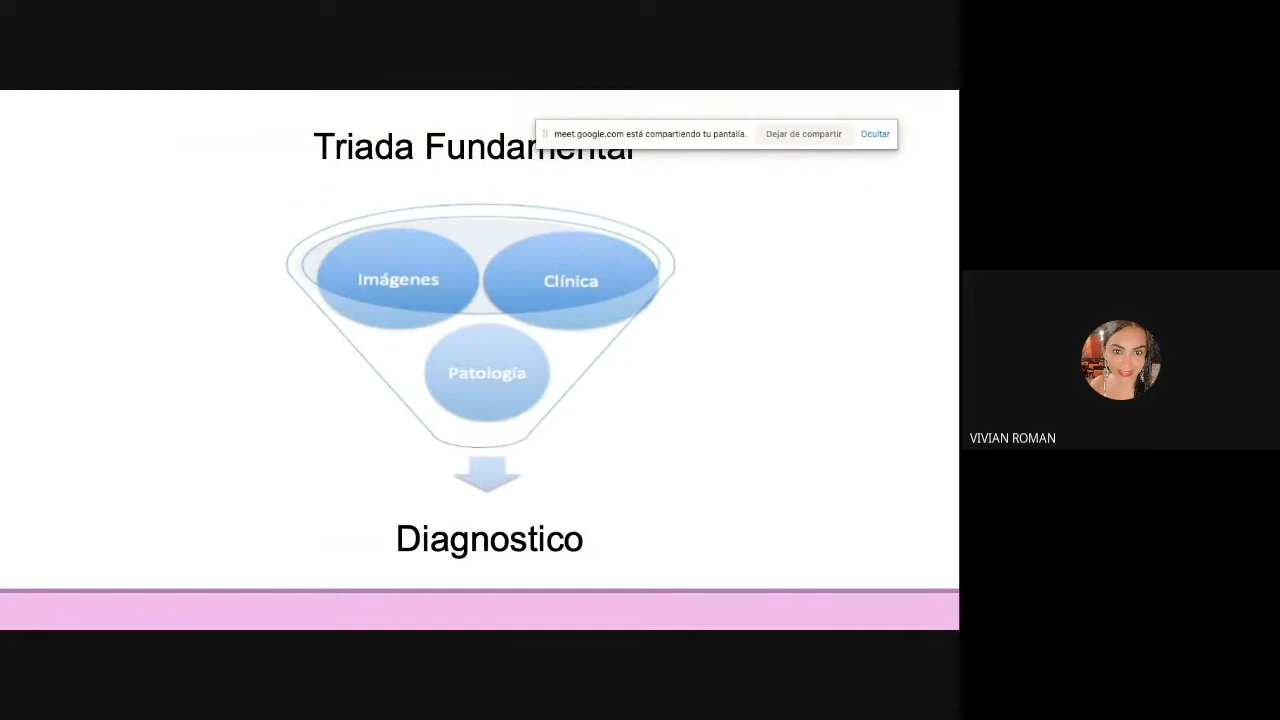 meet.google.com está compartiendo tu pantalla. Dejar de compartir Ocultar
Triada Fundamental
Imágenes
Clínica
Patología
Diagnostico
VIVIAN ROMAN